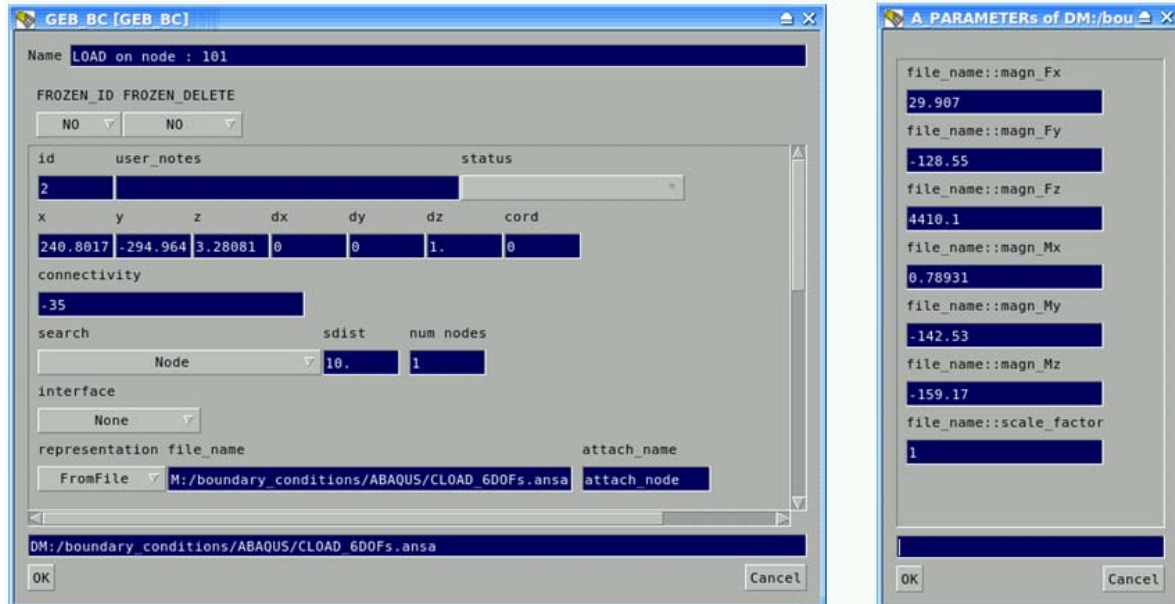 GEB_BC [GEB_BC]
Name LOAD on node : 101
FROZEN_ID FROZEN_DELETE
NO NO
id user_notes status
2
x y z dx dy dz cord
240.8017 -294.964 3.28081 0 0 1. 0
connectivity
-35
search sdist num nodes
Node 10. 1
interface
None
representation file_name attach_name
FromFile M:/boundary_conditions/ABAQUS/CLOAD_6DOFs.ansa attach_node
DM:/boundary_conditions/ABAQUS/CLOAD_6DOFs.ansa
OK Cancel
A_PARAMETERs of DM:/bou
file_name::magn_Fx
29.907
file_name::magn_Fy
-128.55
file_name::magn_Fz
4410.1
file_name::magn_Mx
0.78931
file_name::magn_My
-142.53
file_name::magn_Mz
-159.17
file_name::scale_factor
1
OK Cancel